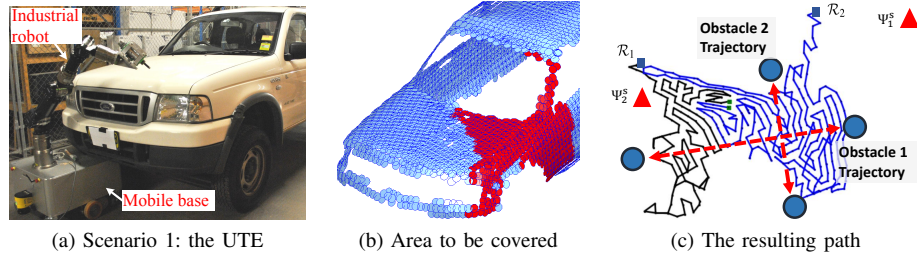 Industrial
robot
Mobile base
(a) Scenario 1: the UTE
(b) Area to be covered
R₂
Ψ₁ˢ
Obstacle 2
Trajectory
R₁
Ψ₂ˢ
Obstacle 1
Trajectory
(c) The resulting path